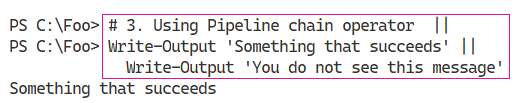 PS C:\Foo> # 3. Using Pipeline chain operator  ||
PS C:\Foo> Write-Output 'Something that succeeds' ||
             Write-Output 'You do not see this message'
Something that succeeds